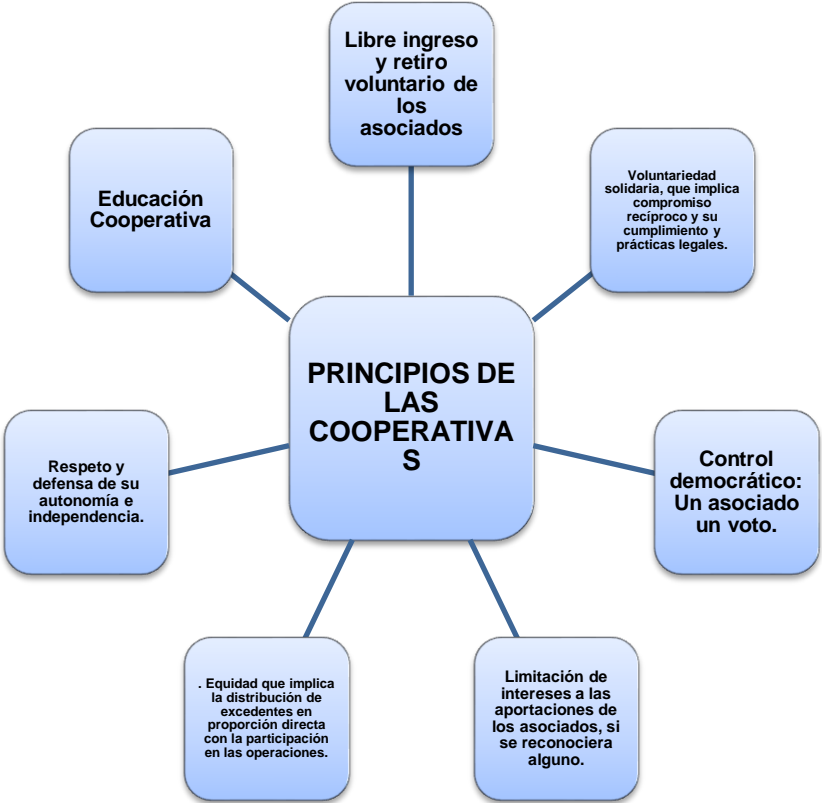 Libre ingreso
y retiro
voluntario de
los
asociados
Voluntariedad
solidaria, que implica
compromiso
recíproco y su
cumplimiento y
prácticas legales.
Educación
Cooperativa
PRINCIPIOS DE
LAS
COOPERATIVA
S
Control
democrático:
Un asociado
un voto.
Respeto y
defensa de su
autonomía e
independencia.
. Equidad que implica
la distribución de
excedentes en
proporción directa
con la participación
en las operaciones.
Limitación de
intereses a las
aportaciones de
los asociados, si
se reconociera
alguno.